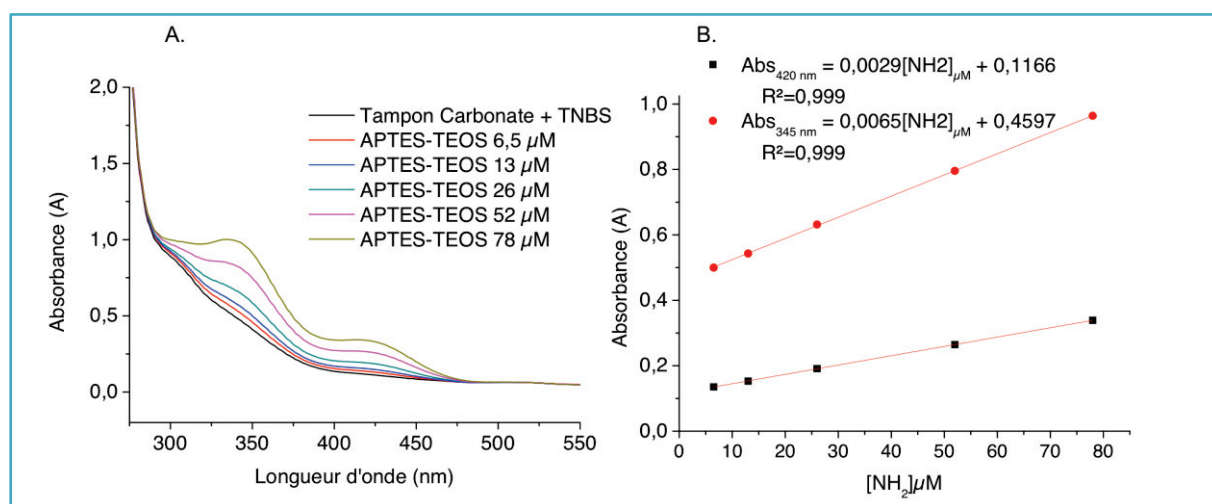 A.
2,0
1,5
1,0
0,5
0,0
Absorbance (A)
Tampon Carbonate + TNBS
APTES-TEOS 6,5 µM
APTES-TEOS 13 µM
APTES-TEOS 26 µM
APTES-TEOS 52 µM
APTES-TEOS 78 µM
300 350 400 450 500 550
Longueur d'onde (nm)
B.
Abs420 nm = 0,0029[NH2]µM + 0,1166
R²=0,999
Abs345 nm = 0,0065[NH2]µM + 0,4597
R²=0,999
1,0
0,8
0,6
0,4
0,2
0,0
Absorbance (A)
0 10 20 30 40 50 60 70 80
[NH2]µM